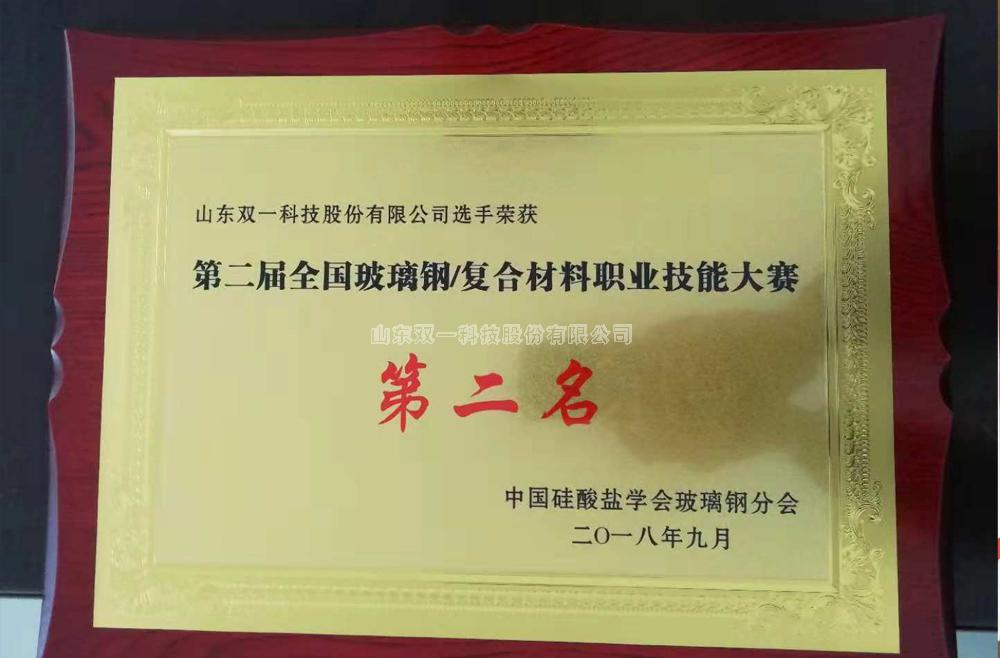 山东双一科技股份有限公司选手荣获
第二届全国玻璃钢/复合材料职业技能大赛
山东双一科技股份有限公司
第二名
中国硅酸盐学会玻璃钢分会
二〇一八年九月